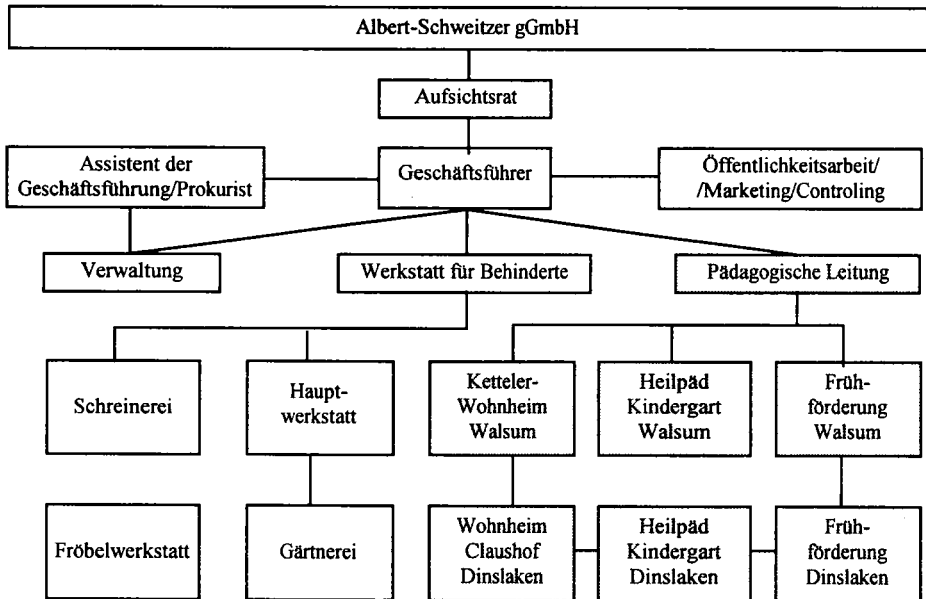 Albert-Schweitzer gGmbH
Aufsichtsrat
Assistent der
Geschäftsführung/Prokurist
Geschäftsführer
Öffentlichkeitsarbeit/
/Marketing/Controling
Verwaltung
Werkstatt für Behinderte
Pädagogische Leitung
Schreinerei
Haupt-
werkstatt
Ketteler-
Wohnheim
Walsum
Heilpäd
Kindergart
Walsum
Früh-
förderung
Walsum
Fröbelwerkstatt
Gärtnerei
Wohnheim
Claushof
Dinslaken
Heilpäd
Kindergart
Dinslaken
Früh-
förderung
Dinslaken